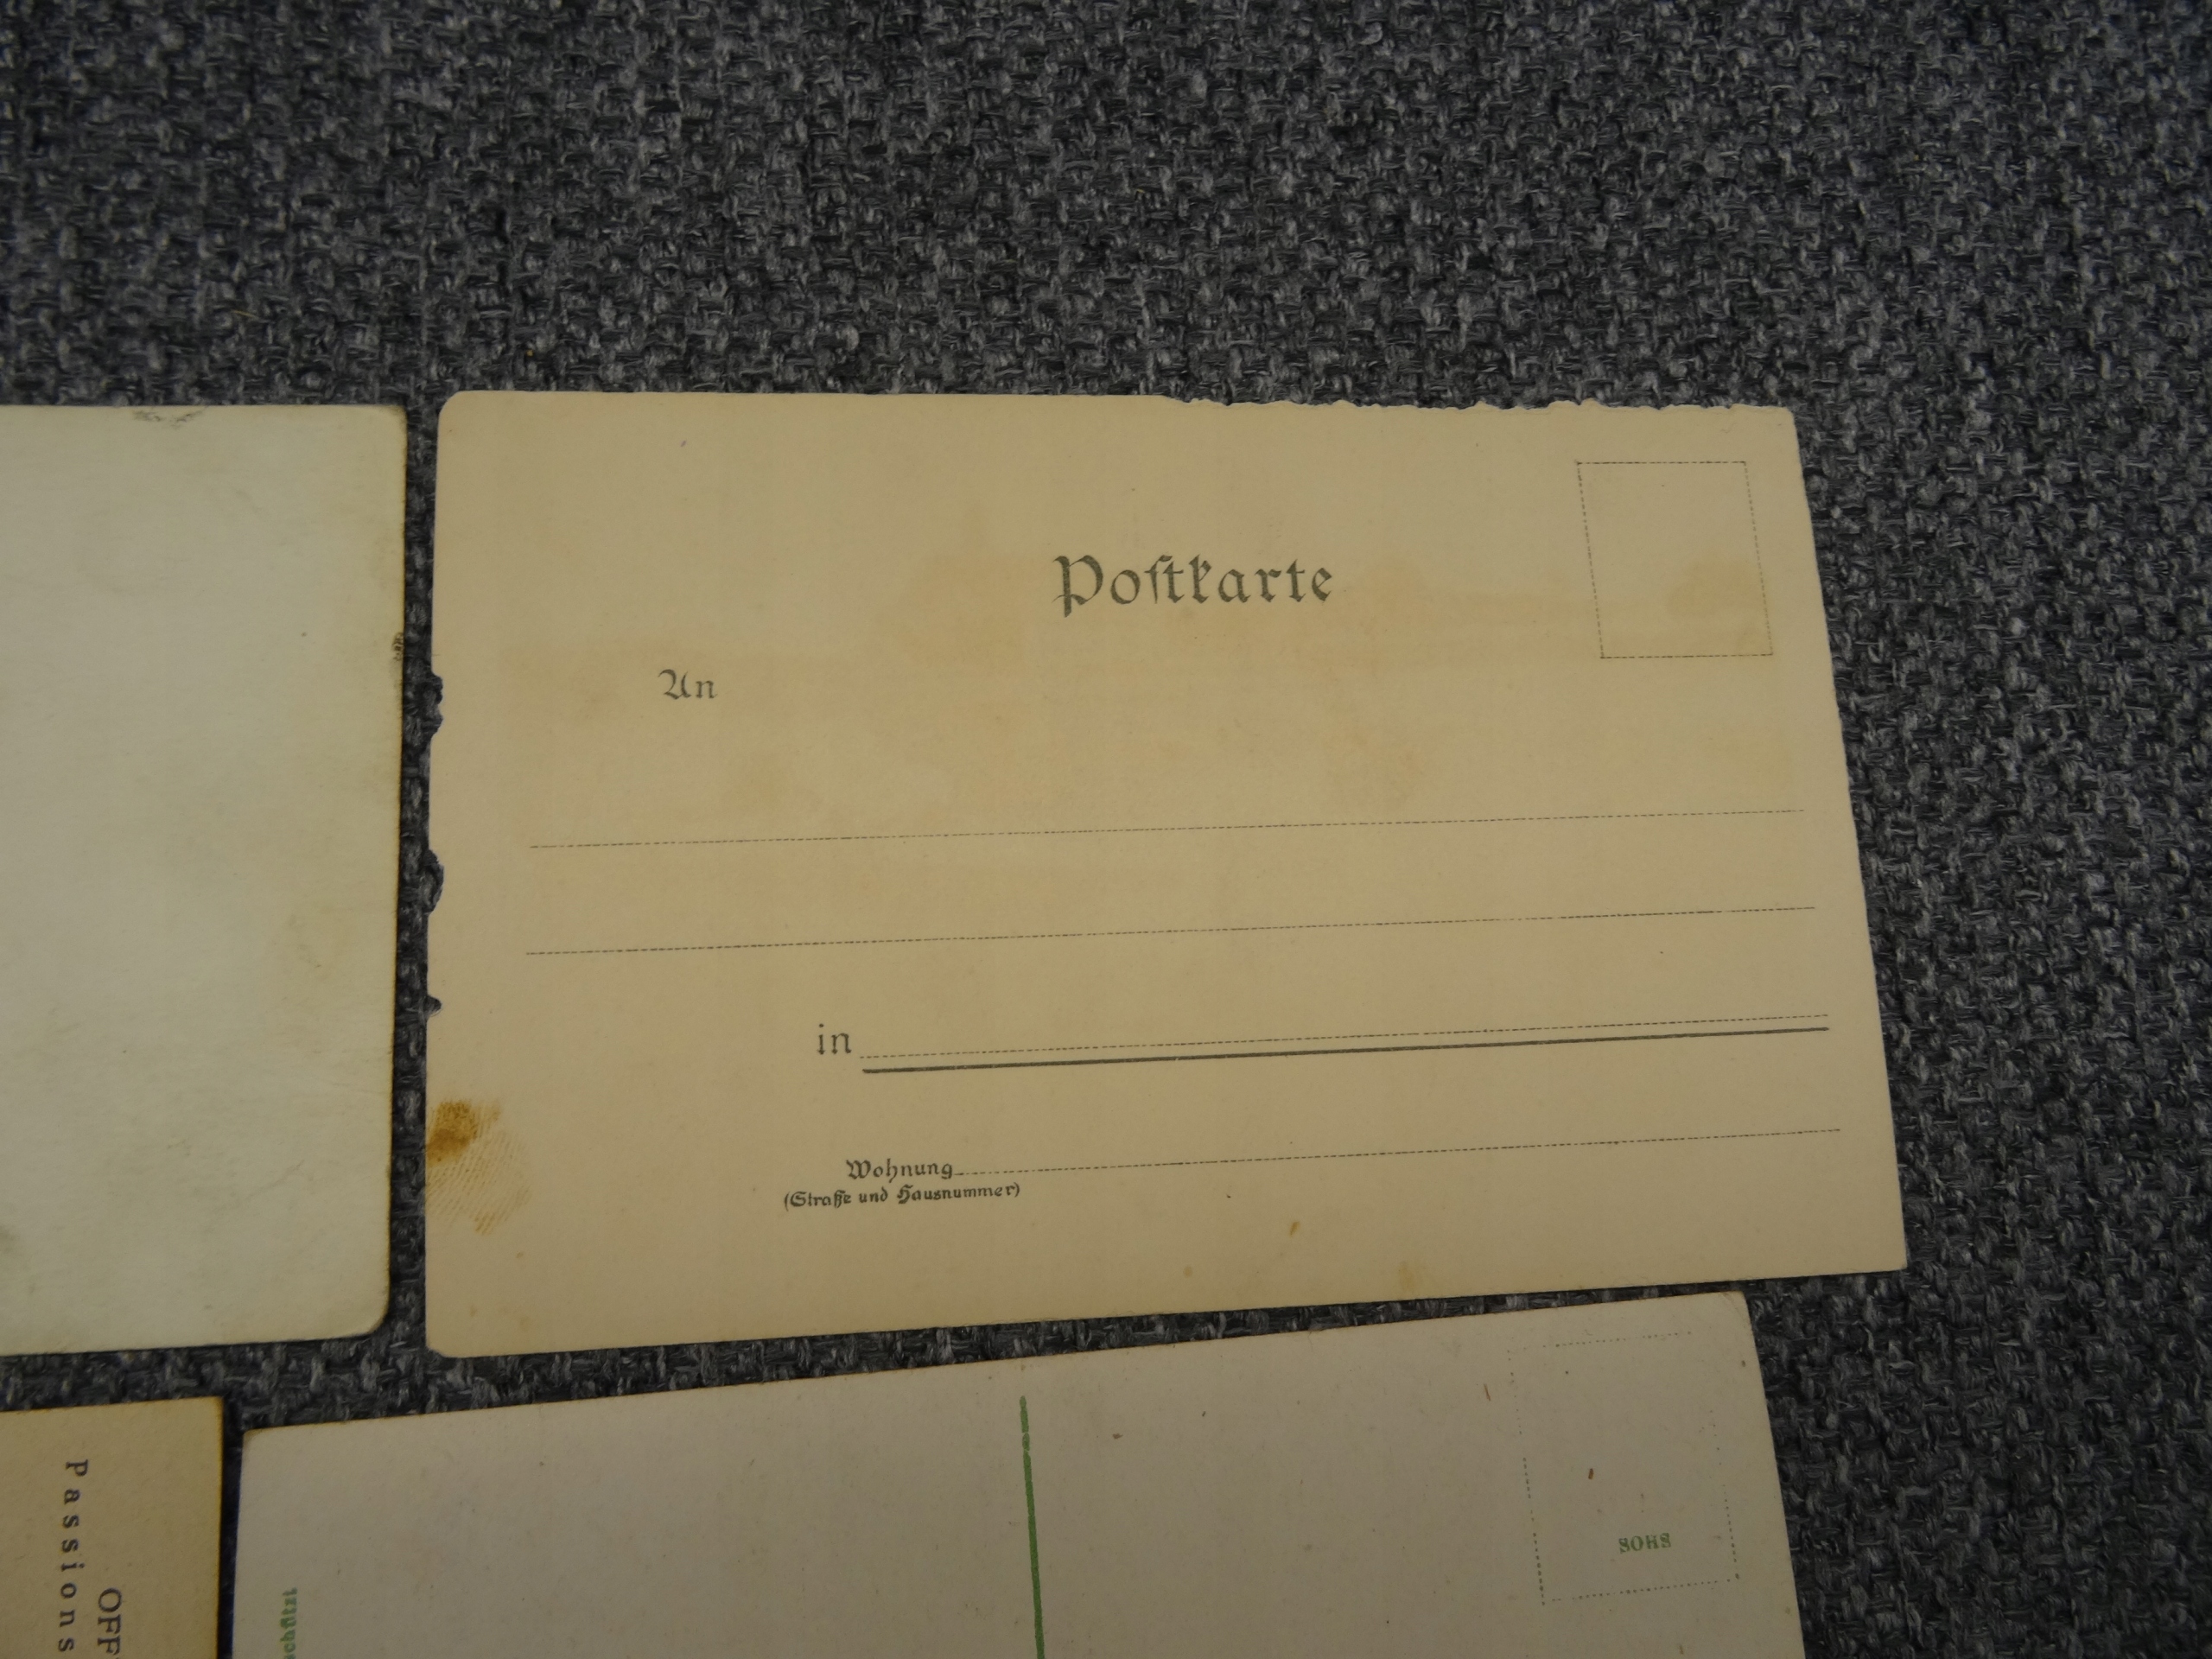 Poſtkarte
An
in
Wohnung
(Straße und Hausnummer)
SOHS
Passions
OFF